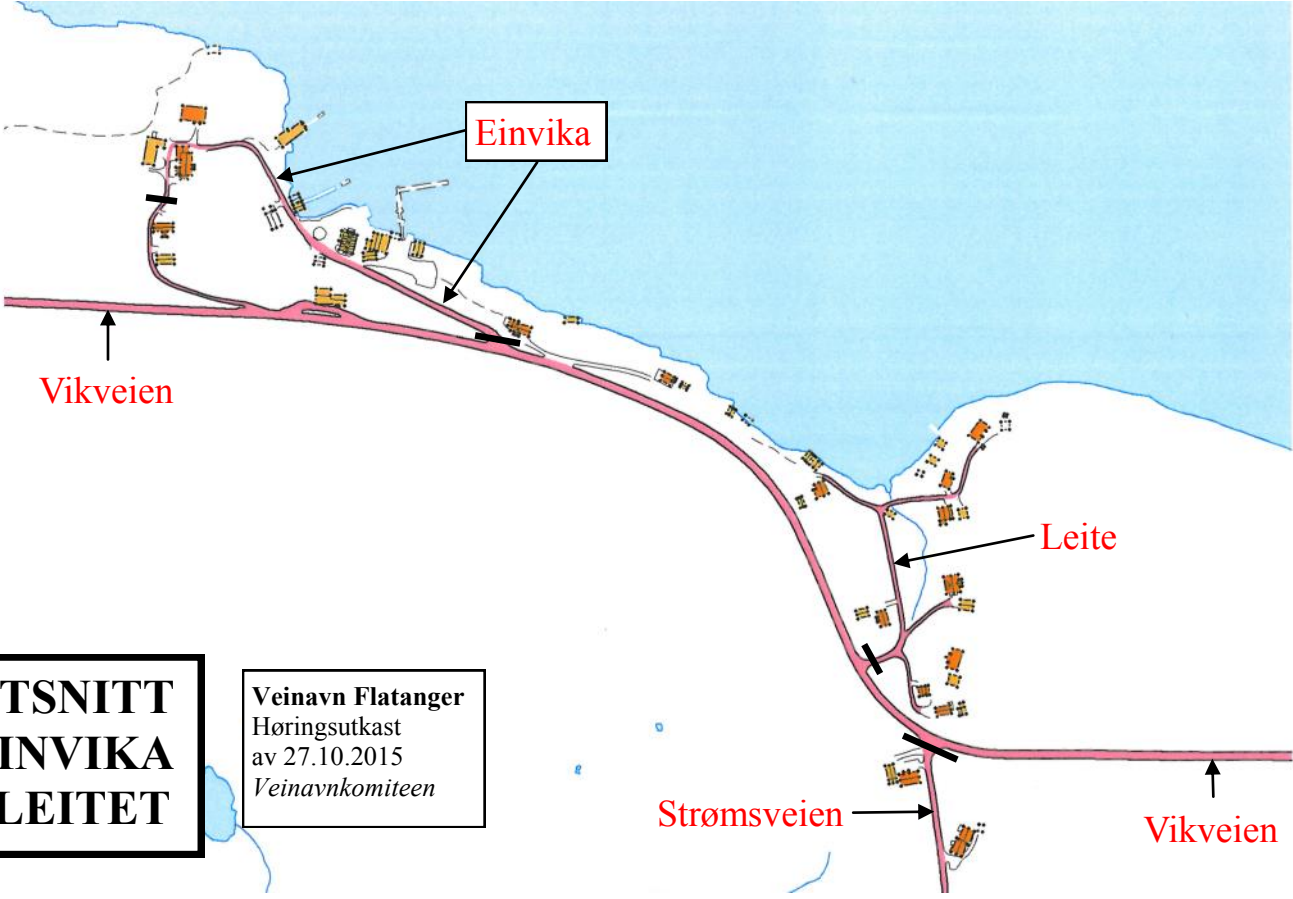 Einvika
Vikveien
Leite
TSNITT
INVIKA
LEITET
Veinavn Flatanger
Høringsutkast
av 27.10.2015
Veinavnkomiteen
Strømsveien
Vikveien